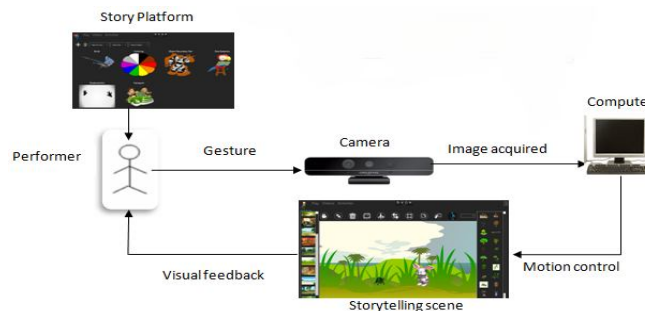 Story Platform
Compute
Camera
Performer
Gesture
Image acquired
Visual feedback
Motion control
Storytelling scene